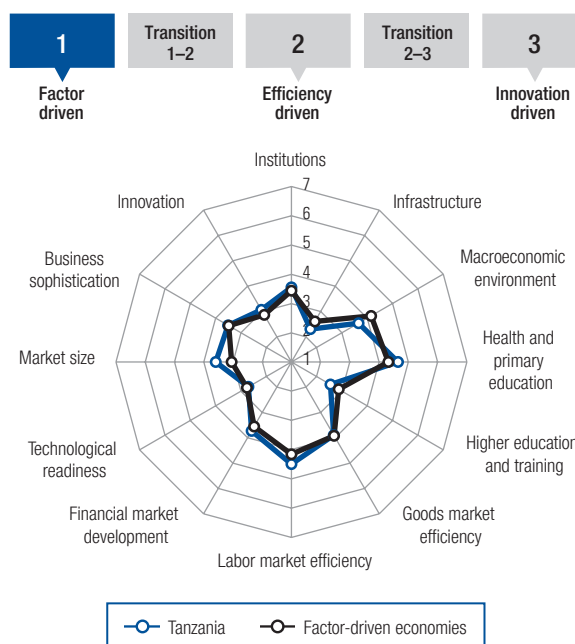 1
Transition
1–2
2
Transition
2–3
3
Factor
driven
Efficiency
driven
Innovation
driven
Institutions
7
6
5
4
3
2
1
Infrastructure
Macroeconomic
environment
Health and
primary
education
Higher education
and training
Goods market
efficiency
Labor market efficiency
Financial market
development
Technological
readiness
Market size
Business
sophistication
Innovation
Tanzania
Factor-driven economies